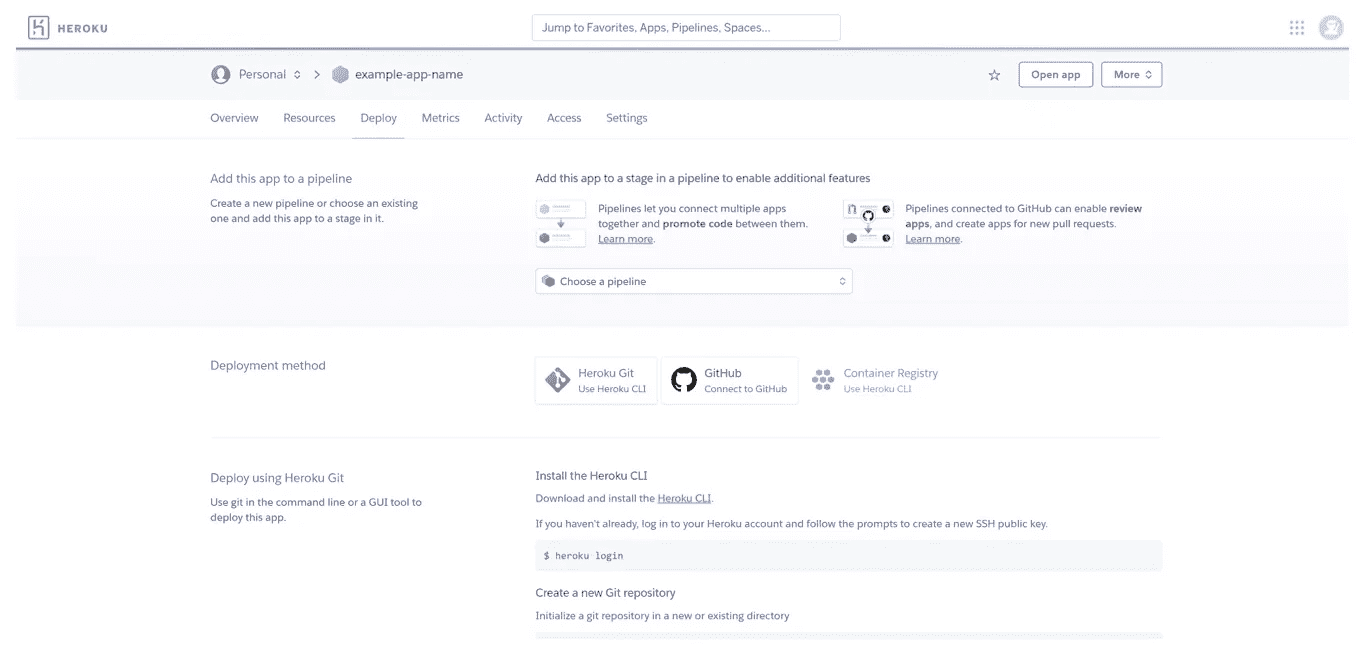 HEROKU
Jump to Favorites, Apps, Pipelines, Spaces...
Personal
example-app-name
Open app
More
Overview
Resources
Deploy
Metrics
Activity
Access
Settings
Add this app to a pipeline
Create a new pipeline or choose an existing
one and add this app to a stage in it.
Add this app to a stage in a pipeline to enable additional features
Pipelines let you connect multiple apps
together and promote code between them.
Learn more.
Pipelines connected to GitHub can enable review
apps, and create apps for new pull requests.
Learn more.
Choose a pipeline
Deployment method
Heroku Git
Use Heroku CLI
GitHub
Connect to GitHub
Container Registry
Use Heroku CLI
Deploy using Heroku Git
Use git in the command line or a GUI tool to
deploy this app.
Install the Heroku CLI
Download and install the Heroku CLI.
If you haven't already, log in to your Heroku account and follow the prompts to create a new SSH public key.
$ heroku login
Create a new Git repository
Initialize a git repository in a new or existing directory